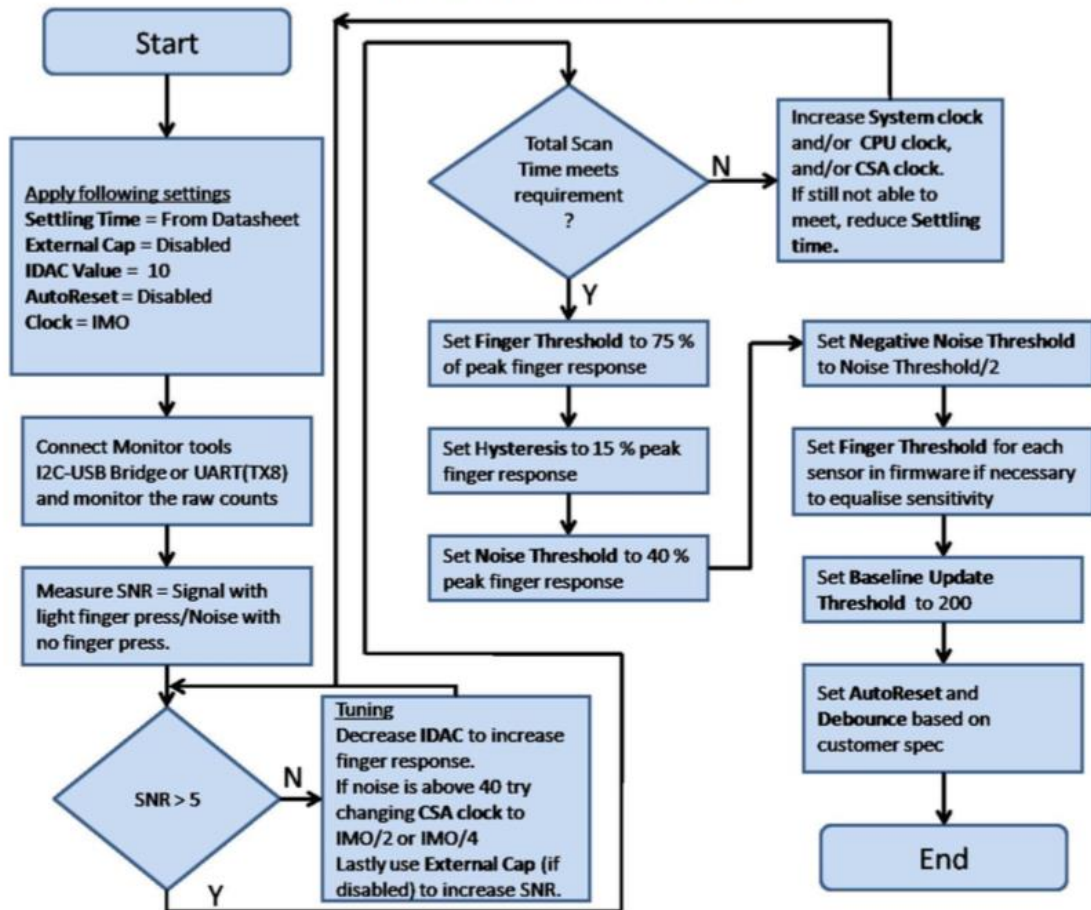 Start
Apply following settings
Settling Time = From Datasheet
External Cap = Disabled
IDAC Value = 10
AutoReset = Disabled
Clock = IMO
Connect Monitor tools
I2C-USB Bridge or UART(TX8)
and monitor the raw counts
Measure SNR = Signal with
light finger press/Noise with
no finger press.
SNR > 5
N
Y
Tuning
Decrease IDAC to increase
finger response.
If noise is above 40 try
changing CSA clock to
IMO/2 or IMO/4
Lastly use External Cap (if
disabled) to increase SNR.
Total Scan
Time meets
requirement
?
N
Y
Increase System clock
and/or CPU clock,
and/or CSA clock.
If still not able to
meet, reduce Settling
time.
Set Finger Threshold to 75 %
of peak finger response
Set Hysteresis to 15 % peak
finger response
Set Noise Threshold to 40 %
peak finger response
Set Negative Noise Threshold
to Noise Threshold/2
Set Finger Threshold for each
sensor in firmware if necessary
to equalise sensitivity
Set Baseline Update
Threshold to 200
Set AutoReset and
Debounce based on
customer spec
End